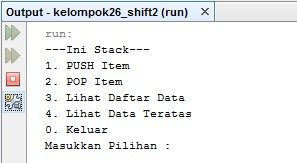 Output - kelompok26_shift2 (run) ×
run:
---Ini Stack---
1. PUSH Item
2. POP Item
3. Lihat Daftar Data
4. Lihat Data Teratas
0. Keluar
Masukkan Pilihan :